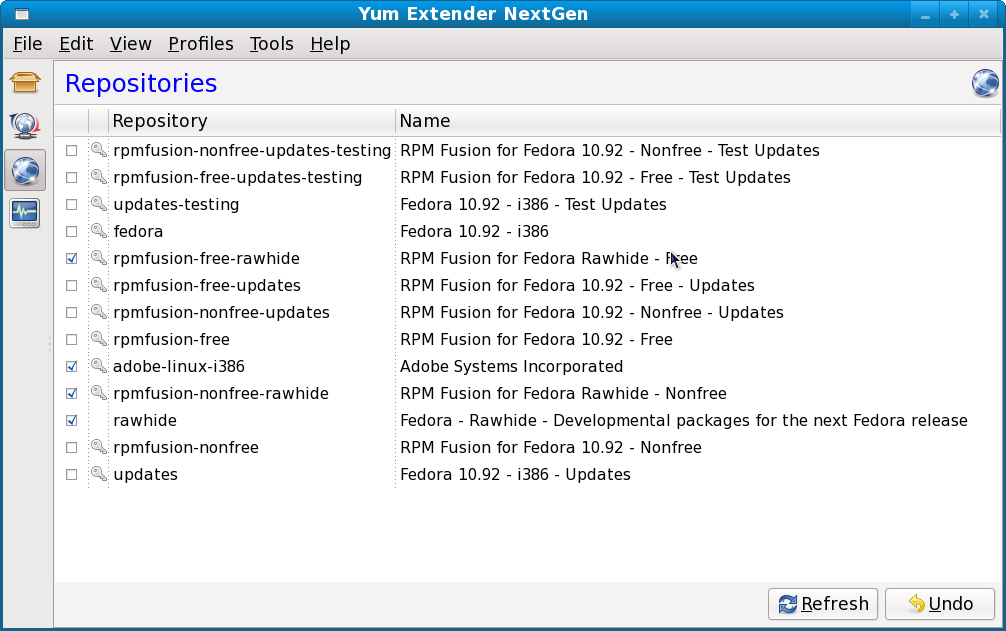 Yum Extender NextGen
File Edit View Profiles Tools Help
Repositories
Repository Name
rpmfusion-nonfree-updates-testing RPM Fusion for Fedora 10.92 - Nonfree - Test Updates
rpmfusion-free-updates-testing RPM Fusion for Fedora 10.92 - Free - Test Updates
updates-testing Fedora 10.92 - i386 - Test Updates
fedora Fedora 10.92 - i386
rpmfusion-free-rawhide RPM Fusion for Fedora Rawhide - Free
rpmfusion-free-updates RPM Fusion for Fedora 10.92 - Free - Updates
rpmfusion-nonfree-updates RPM Fusion for Fedora 10.92 - Nonfree - Updates
rpmfusion-free RPM Fusion for Fedora 10.92 - Free
adobe-linux-i386 Adobe Systems Incorporated
rpmfusion-nonfree-rawhide RPM Fusion for Fedora Rawhide - Nonfree
rawhide Fedora - Rawhide - Developmental packages for the next Fedora release
rpmfusion-nonfree RPM Fusion for Fedora 10.92 - Nonfree
updates Fedora 10.92 - i386 - Updates
Refresh Undo